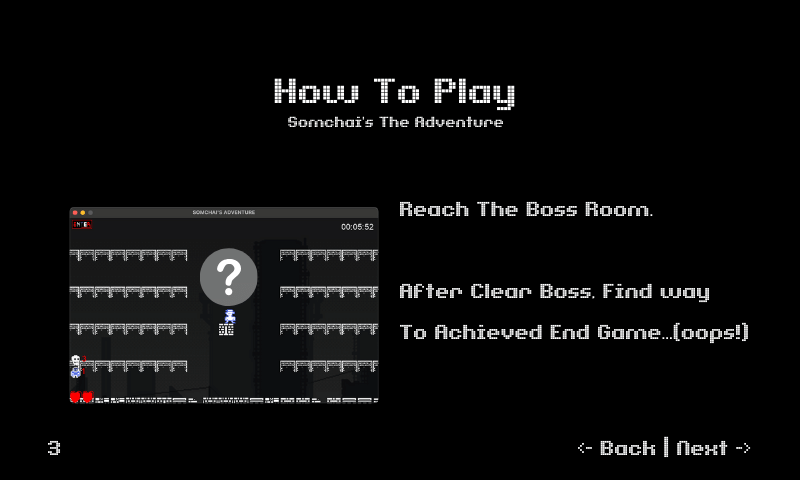 How To Play
Somchai's The Adventure
SOMCHAI'S ADVENTURE
00:05:52
Reach The Boss Room.
After Clear Boss. Find way
To Achieved End Game...(oops!)
?
3
<- Back | Next ->